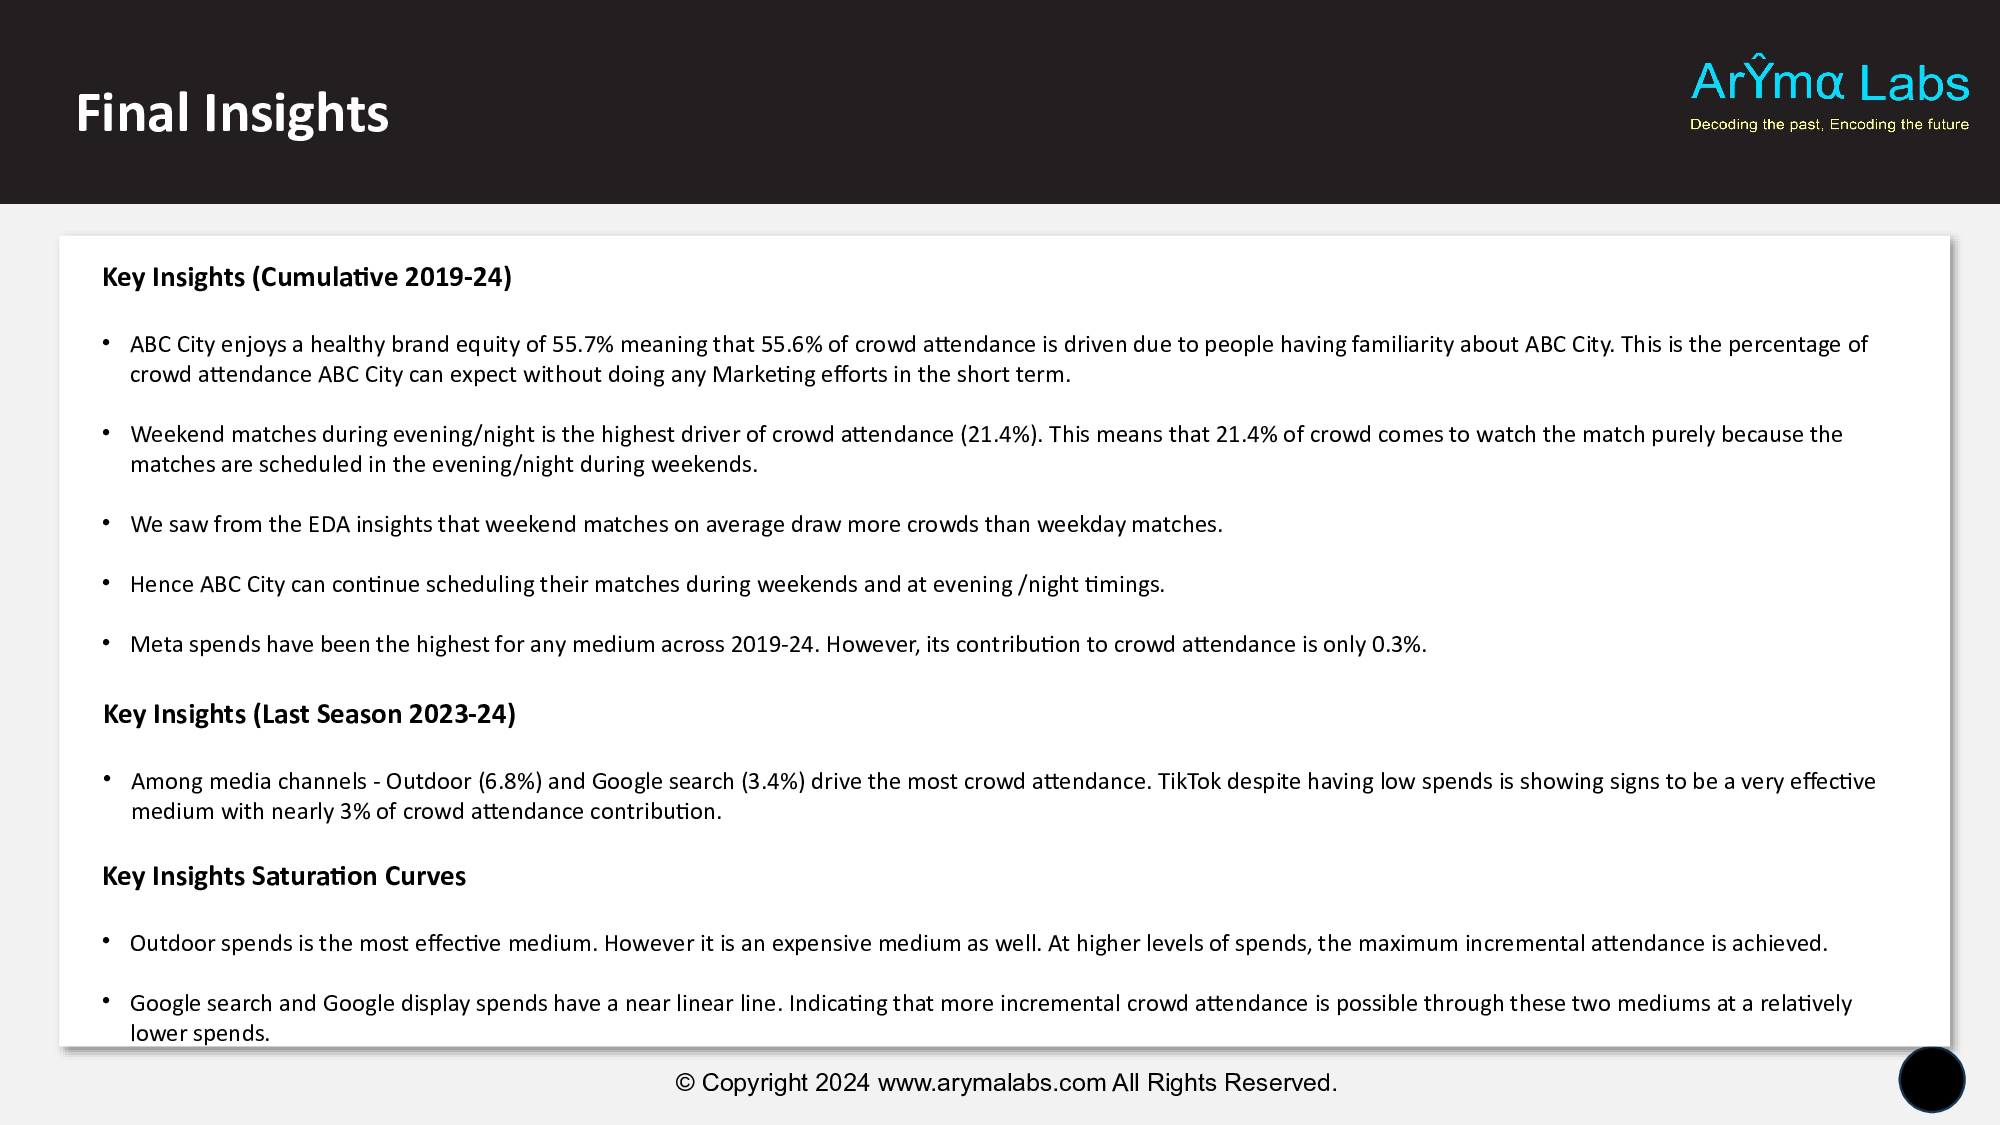 Final Insights
ArŶmα Labs
Decoding the past, Encoding the future
Key Insights (Cumulative 2019-24)
• ABC City enjoys a healthy brand equity of 55.7% meaning that 55.6% of crowd attendance is driven due to people having familiarity about ABC City. This is the percentage of
crowd attendance ABC City can expect without doing any Marketing efforts in the short term.
• Weekend matches during evening/night is the highest driver of crowd attendance (21.4%). This means that 21.4% of crowd comes to watch the match purely because the
matches are scheduled in the evening/night during weekends.
• We saw from the EDA insights that weekend matches on average draw more crowds than weekday matches.
• Hence ABC City can continue scheduling their matches during weekends and at evening /night timings.
• Meta spends have been the highest for any medium across 2019-24. However, its contribution to crowd attendance is only 0.3%.
Key Insights (Last Season 2023-24)
• Among media channels - Outdoor (6.8%) and Google search (3.4%) drive the most crowd attendance. TikTok despite having low spends is showing signs to be a very effective
medium with nearly 3% of crowd attendance contribution.
Key Insights Saturation Curves
• Outdoor spends is the most effective medium. However it is an expensive medium as well. At higher levels of spends, the maximum incremental attendance is achieved.
• Google search and Google display spends have a near linear line. Indicating that more incremental crowd attendance is possible through these two mediums at a relatively
lower spends.
© Copyright 2024 www.arymalabs.com All Rights Reserved.